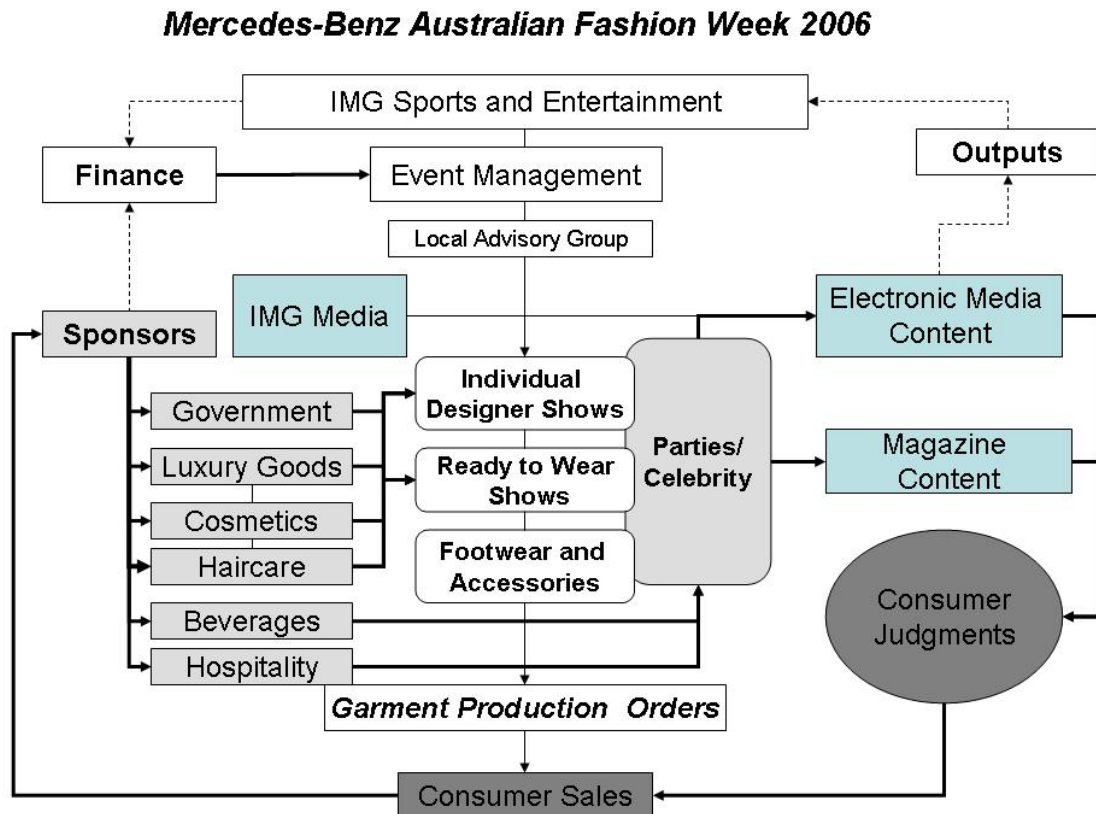 Mercedes-Benz Australian Fashion Week 2006
IMG Sports and Entertainment
Finance
Event Management
Outputs
Local Advisory Group
IMG Media
Electronic Media
Content
Sponsors
Individual
Designer Shows
Government
Luxury Goods
Ready to Wear
Shows
Parties/
Celebrity
Magazine
Content
Cosmetics
Haircare
Footwear and
Accessories
Beverages
Hospitality
Consumer
Judgments
Garment Production Orders
Consumer Sales